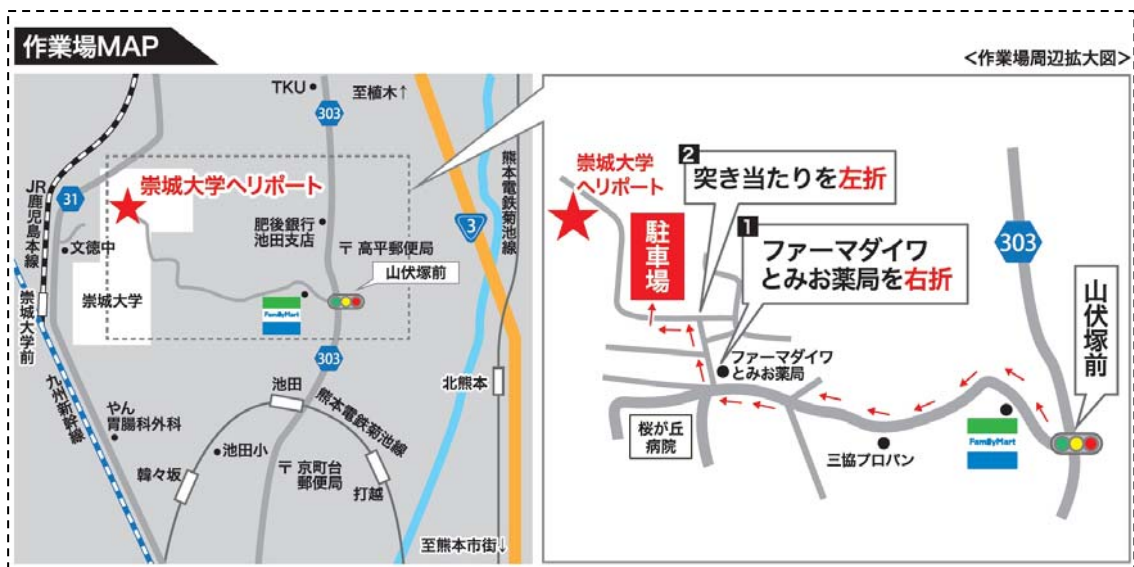 作業場MAP
<作業場周辺拡大図>
TKU
至植木↑
303
熊本電鉄菊池線
JR鹿児島本線
31
崇城大学ヘリポート
3
文徳中
肥後銀行
池田支店
〒高平郵便局
山伏塚前
崇城大学
FamilyMart
崇城大学前
303
九州新幹線
池田
北熊本
熊本電鉄菊池線
やん
胃腸科外科
池田小
〒京町台
郵便局
韓々坂
打越
至熊本市街↓
崇城大学
ヘリポート
2
突き当たりを左折
駐車場
1
ファーマダイワ
とみお薬局を右折
303
山伏塚前
ファーマダイワ
とみお薬局
桜が丘
病院
三協プロパン
FamilyMart